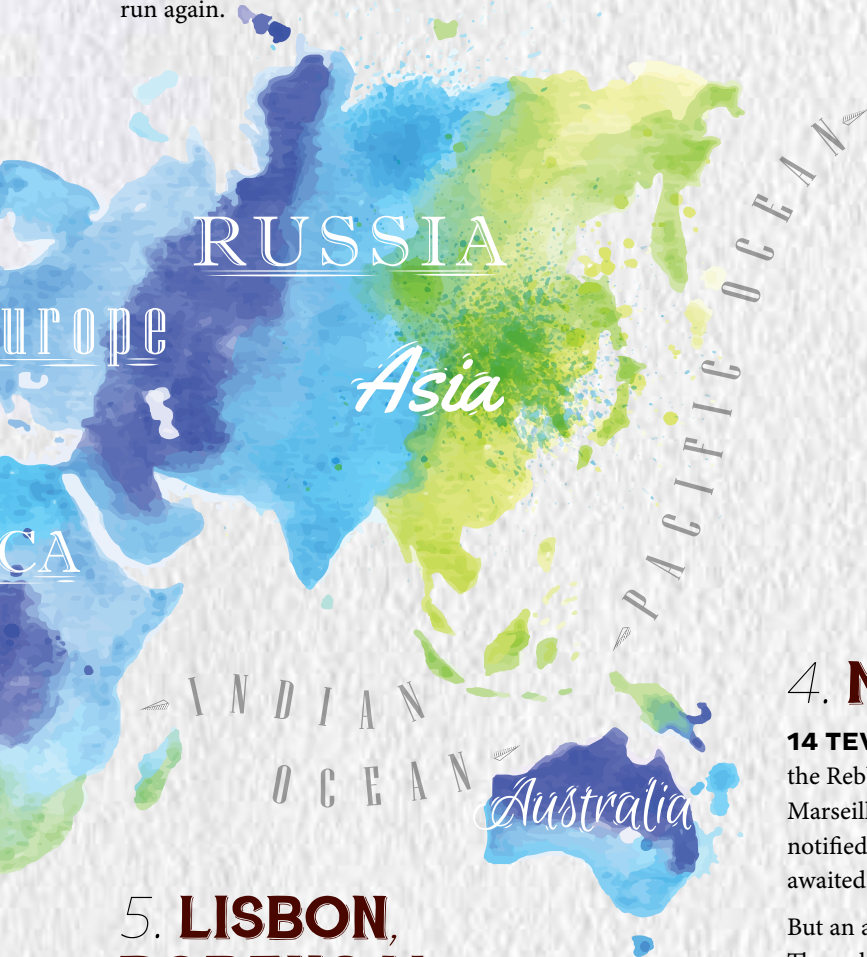 run again.
RUSSIA
urope
Asia
PACIFIC OCEAN
CA
INDIAN
OCEAN
Australia
4. N
14 TEV
the Reb
Marseill
notified
awaited
But an a
5. LISBON,